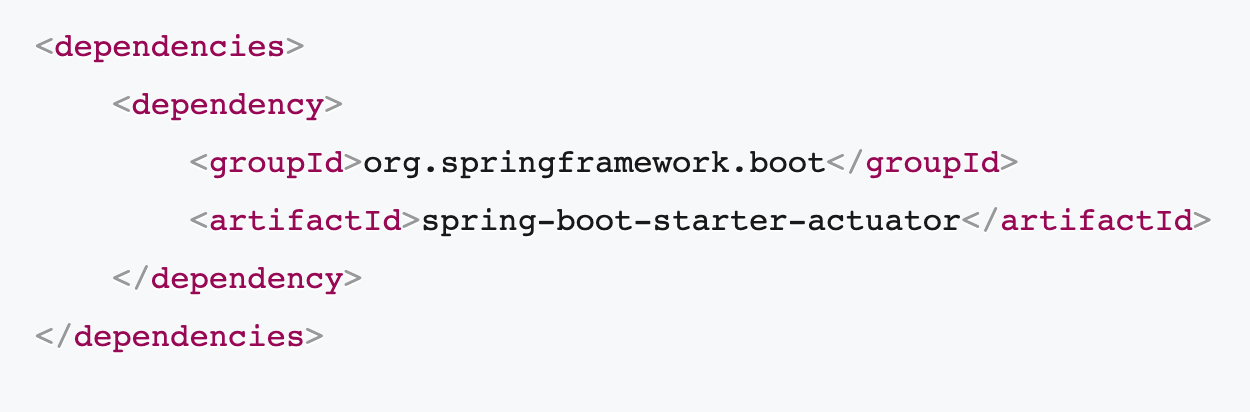 <dependencies>
    <dependency>
        <groupId>org.springframework.boot</groupId>
        <artifactId>spring-boot-starter-actuator</artifactId>
    </dependency>
</dependencies>